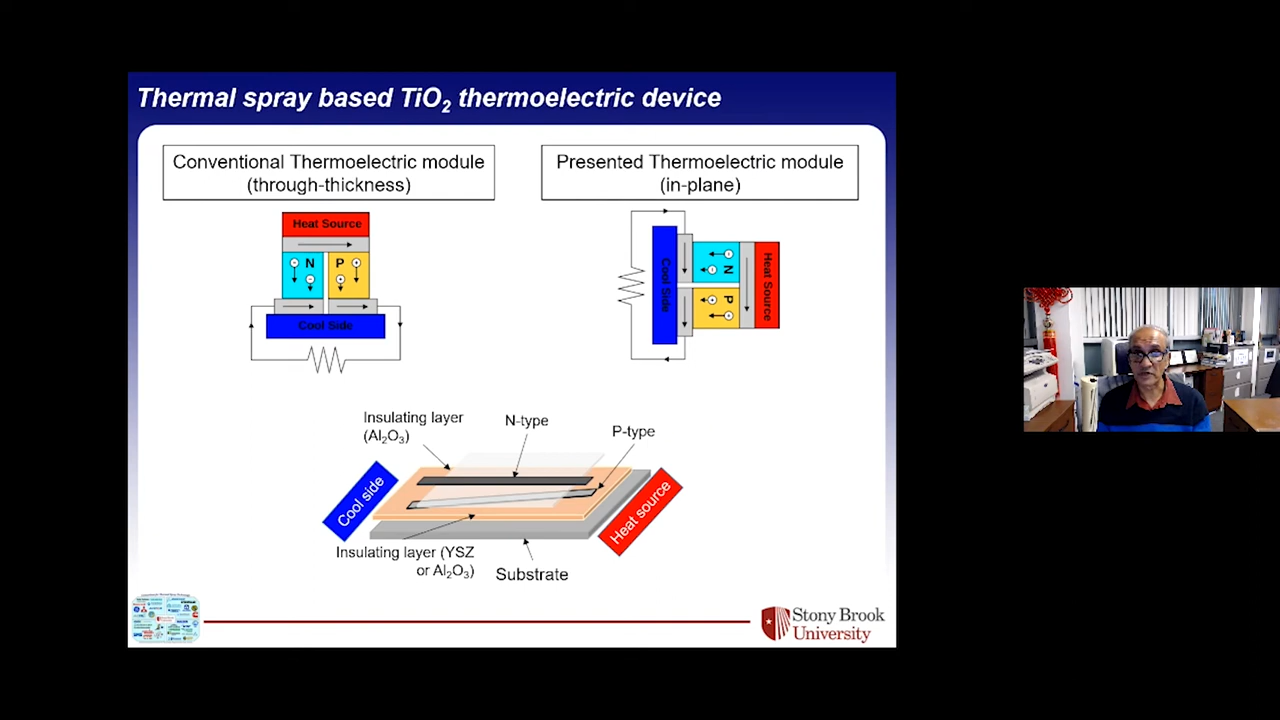 Thermal spray based TiO₂ thermoelectric device
Conventional Thermoelectric module
(through-thickness)
Presented Thermoelectric module
(in-plane)
Heat Source
N
P
Cool Side
Cool Side
N
P
Heat Source
Insulating layer
(Al₂O₃)
N-type
P-type
Cool side
Heat source
Insulating layer (YSZ
or Al₂O₃)
Substrate
Stony Brook
University